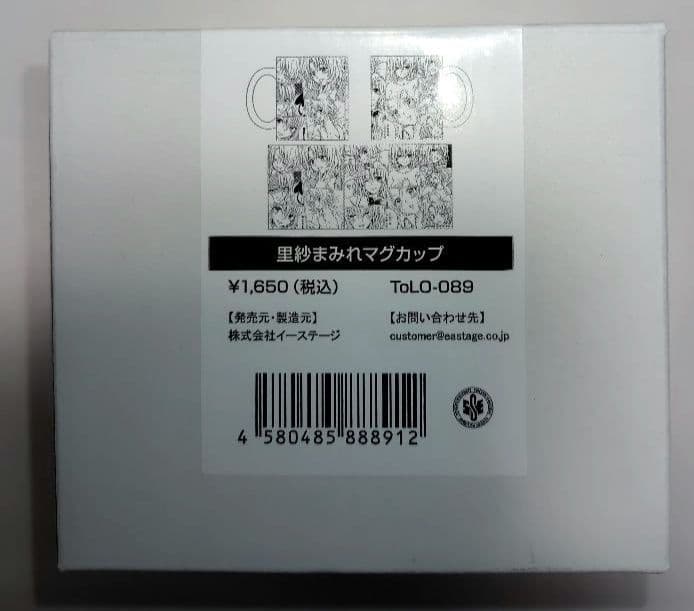 里紗まみれマグカップ
¥1,650(税込) ToLO-089
【発売元・製造元】 【お問い合わせ先】
株式会社イーステージ customer@eastage.co.jp
4 580485 888912